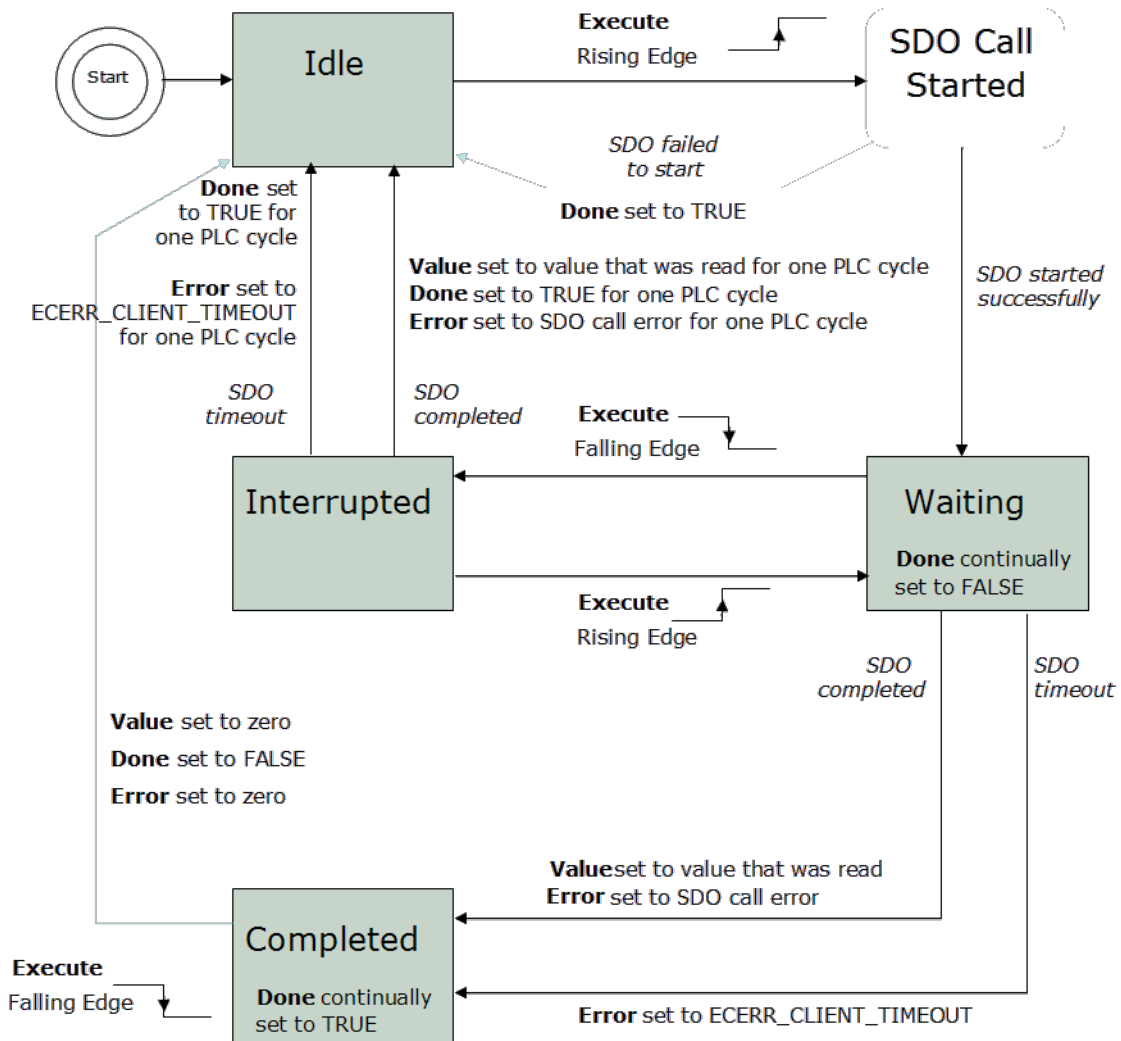 Start
Idle
Execute
Rising Edge
SDO Call
Started
SDO failed
to start
Done set to TRUE
Done set
to TRUE for
one PLC cycle
Error set to
ECERR_CLIENT_TIMEOUT
for one PLC cycle
Value set to value that was read for one PLC cycle
Done set to TRUE for one PLC cycle
Error set to SDO call error for one PLC cycle
SDO started
successfully
SDO
timeout
SDO
completed
Execute
Falling Edge
Interrupted
Waiting
Done continually
set to FALSE
Execute
Rising Edge
SDO
completed
SDO
timeout
Value set to zero
Done set to FALSE
Error set to zero
Valueset to value that was read
Error set to SDO call error
Completed
Done continually
set to TRUE
Execute
Falling Edge
Error set to ECERR_CLIENT_TIMEOUT